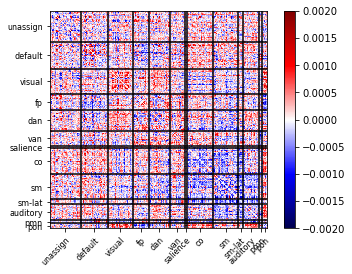 unassign
default
visual
fp
dan
van
salience
co
sm
sm-lat
auditory
pmn
pon
unassign
default
visual
fp
dan
van
salience
co
sm
sm-lat
auditory
0.0020
0.0015
0.0010
0.0005
0.0000
−0.0005
−0.0010
−0.0015
−0.0020